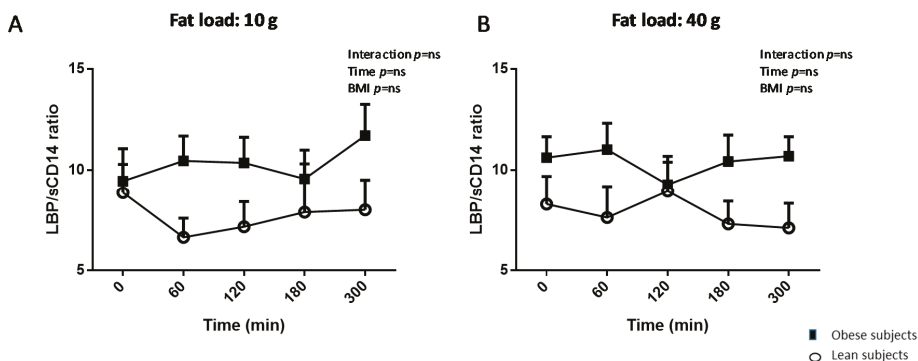 A
Fat load: 10 g
Interaction p=ns
Time p=ns
BMI p=ns
LBP/sCD14 ratio
15
10
5
0 60 120 180 300
Time (min)
B
Fat load: 40 g
Interaction p=ns
Time p=ns
BMI p=ns
LBP/sCD14 ratio
15
10
5
0 60 120 180 300
Time (min)
Obese subjects
Lean subjects